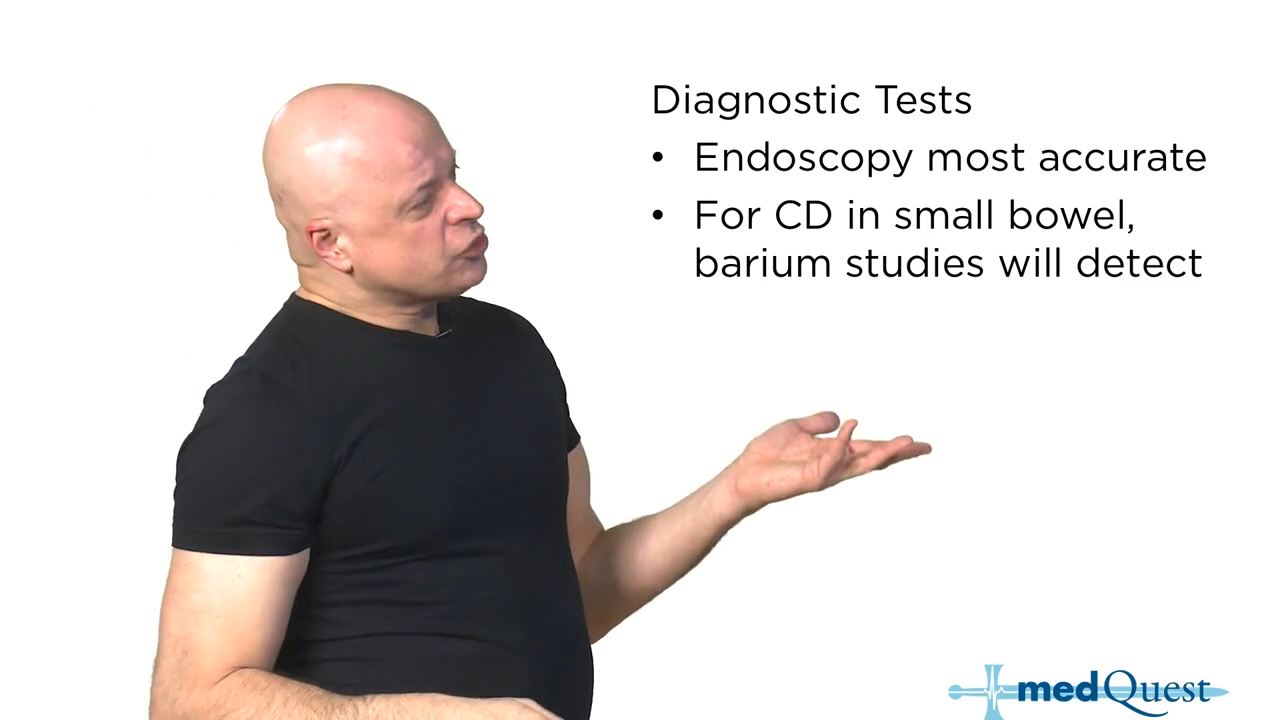 Diagnostic Tests
• Endoscopy most accurate
• For CD in small bowel,
barium studies will detect
medQuest